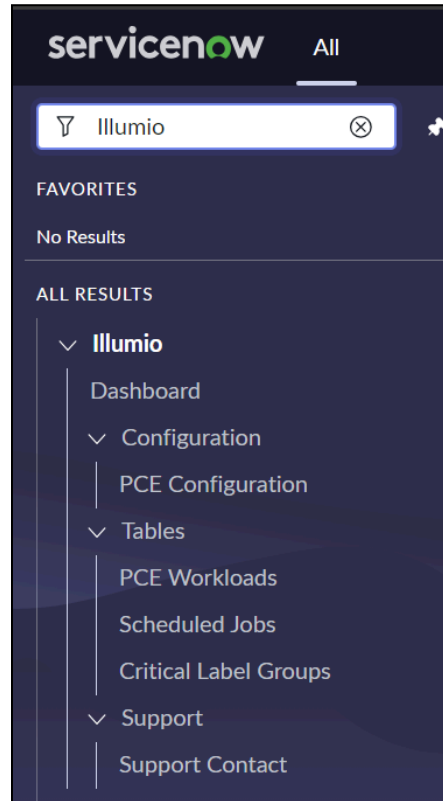 servicenow All
Illumio
FAVORITES
No Results
ALL RESULTS
Illumio
Dashboard
Configuration
PCE Configuration
Tables
PCE Workloads
Scheduled Jobs
Critical Label Groups
Support
Support Contact